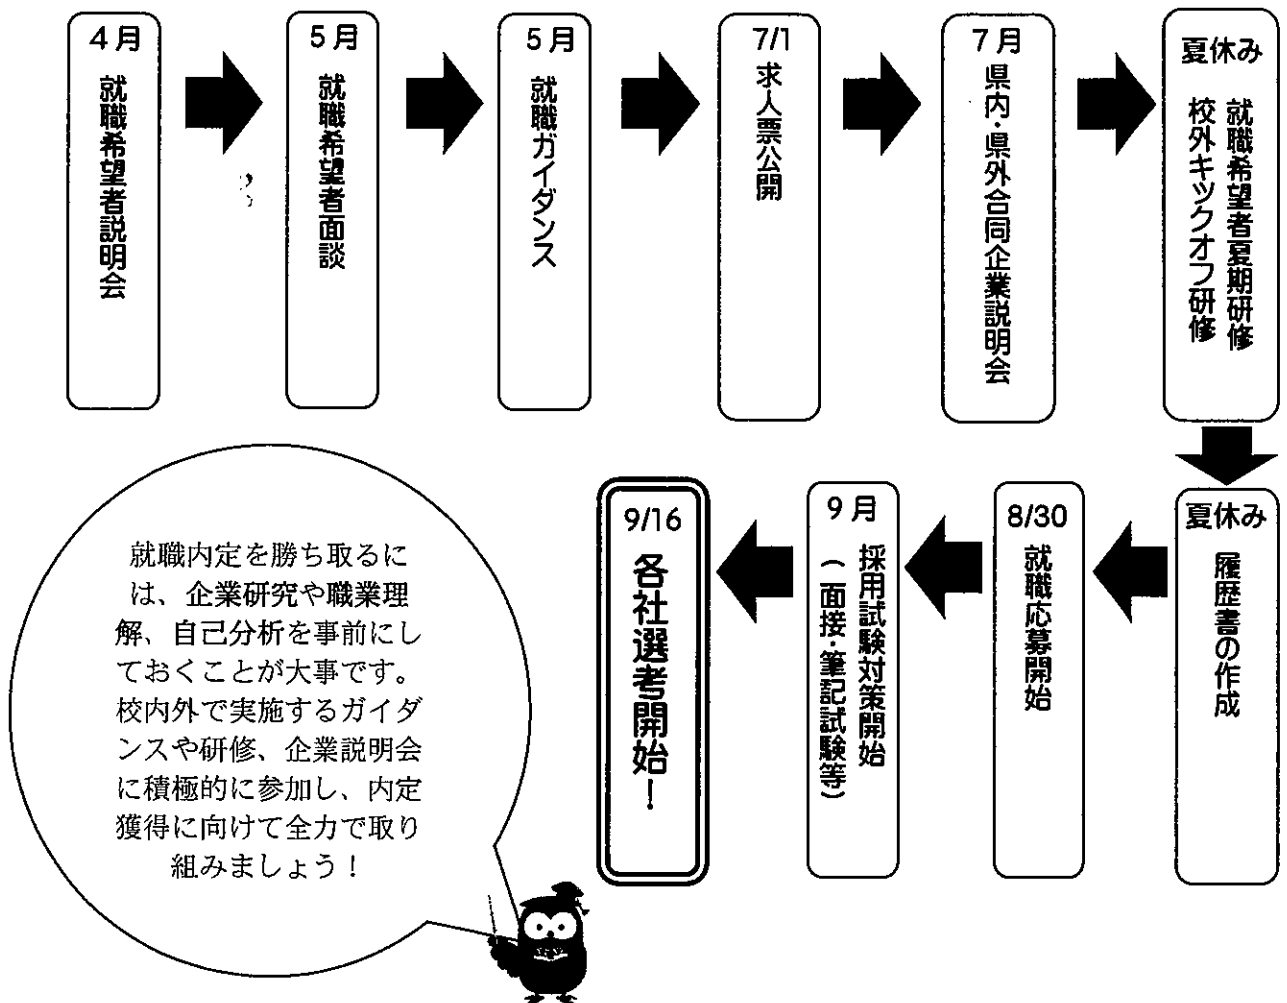 4月
就職希望者説明会
5月
就職希望者面談
5月
就職ガイダンス
7/1
求人票公開
7月
県内・県外合同企業説明会
夏休み
就職希望者夏期研修
校外キックオフ研修
夏休み
履歴書の作成
8/30
就職応募開始
9月
採用試験対策開始
（面接・筆記試験等）
9/16
各社選考開始！
就職内定を勝ち取るに
は、企業研究や職業理
解、自己分析を事前にし
ておくことが大事です。
校内外で実施するガイダ
ンスや研修、企業説明会
に積極的に参加し、内定
獲得に向けて全力で取り
組みましょう！